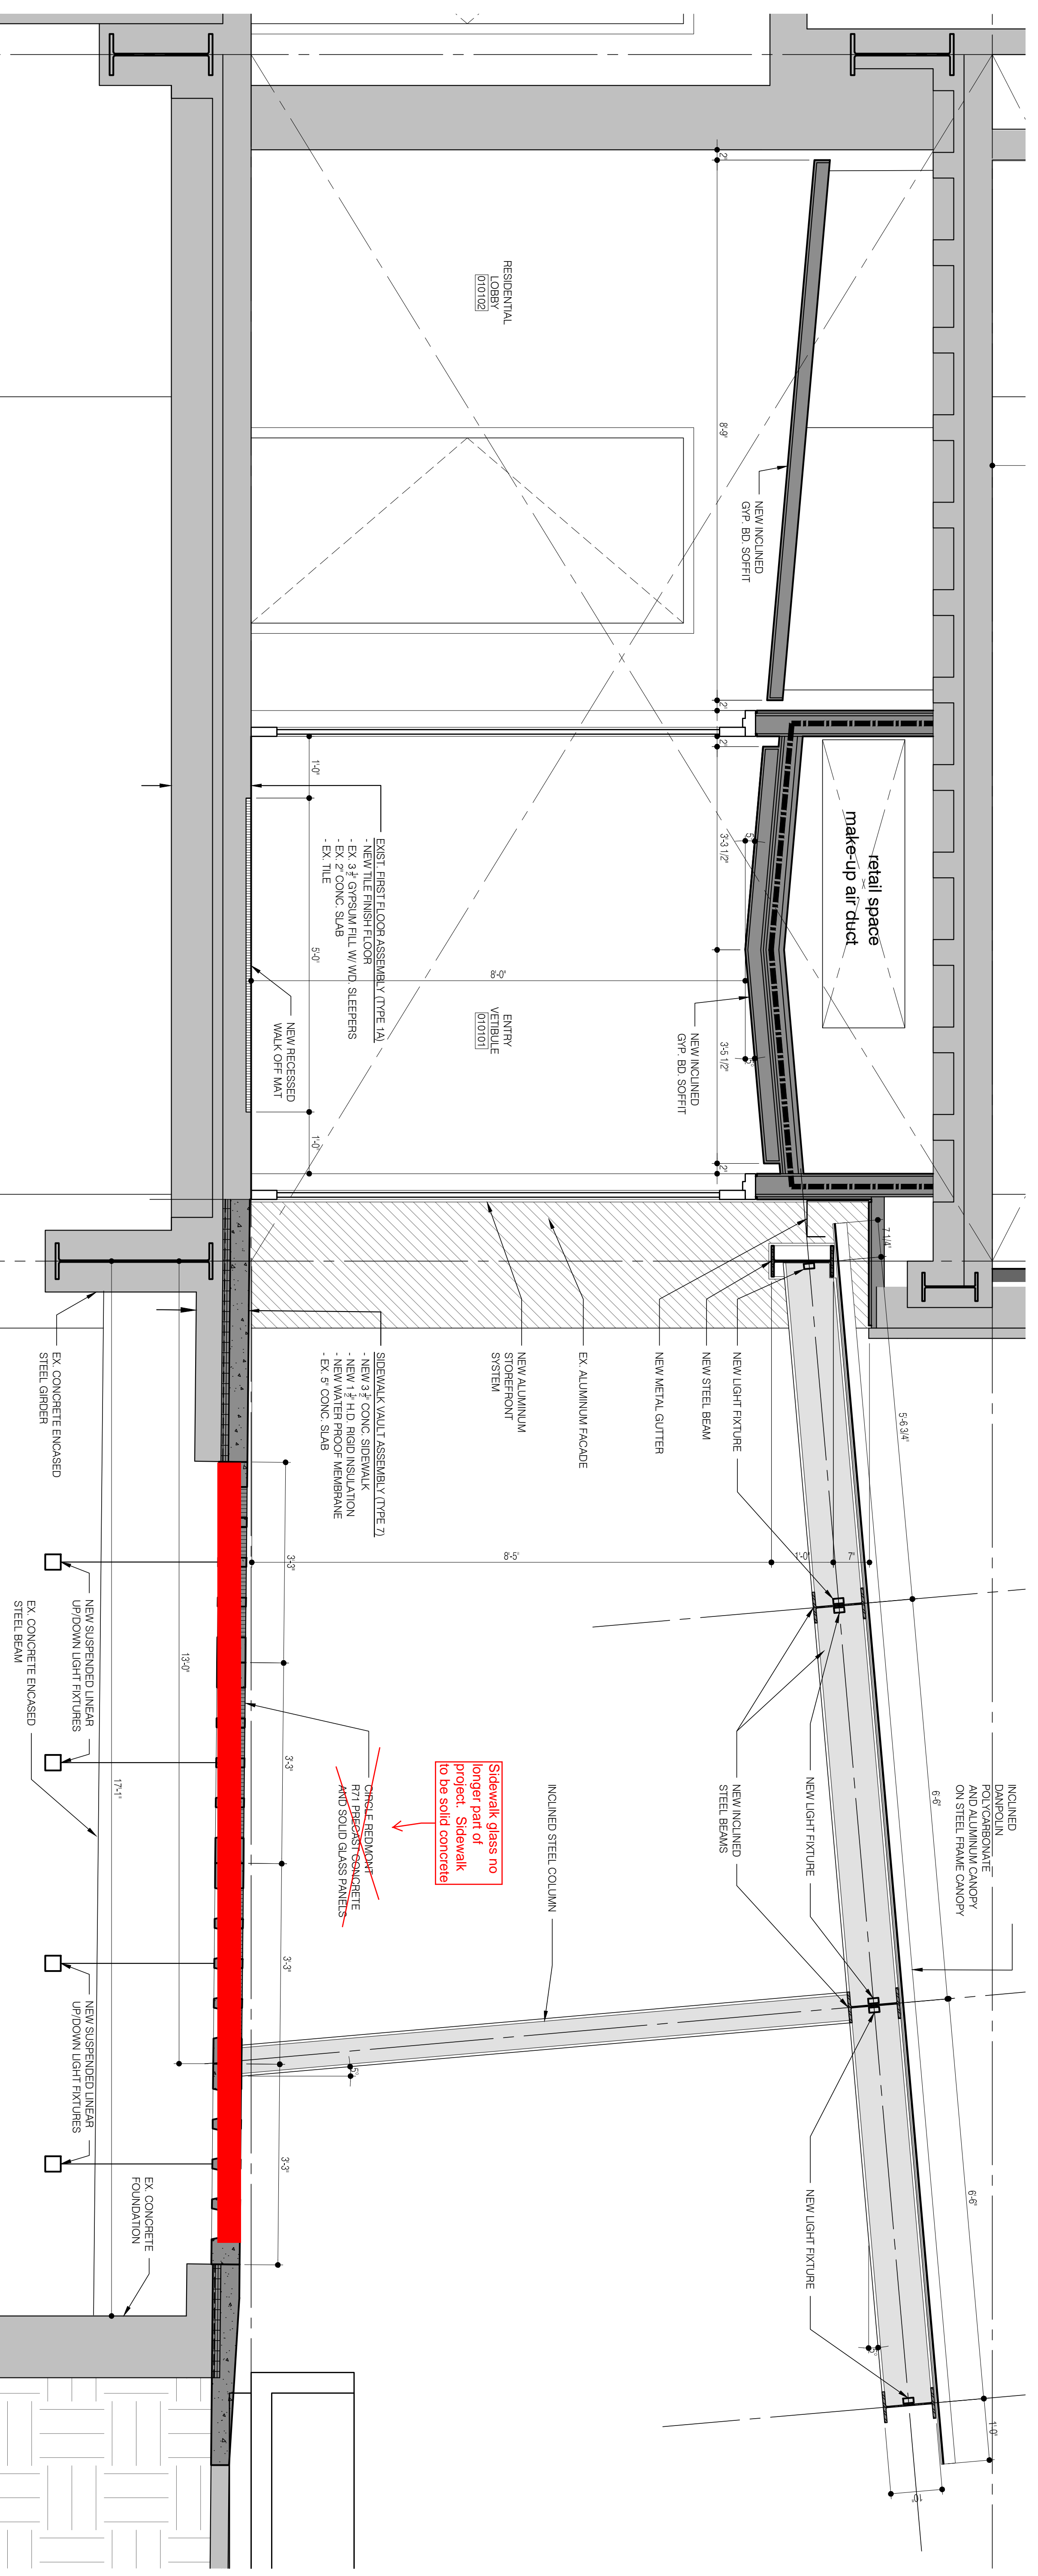 RESIDENTIAL
LOBBY
010102
8'-9"
2"
2"
2"
NEW INCLINED
GYP. BD. SOFFIT
retail space
make-up air duct
3'-3 1/2"
3'-5 1/2"
2"
8'-0"
1'-0"
5'-0"
1'-0"
EXIST. FIRST FLOOR ASSEMBLY (TYPE 1A)
- NEW TILE FINISH FLOOR
- EX. 3 1/2" GYPSUM FILL W/ WD. SLEEPERS
- EX. 2" CONC. SLAB
- EX. TILE
ENTRY
VETIBULE
010101
NEW INCLINED
GYP. BD. SOFFIT
NEW RECESSED
WALK OFF MAT
7 1/4"
5'-6 3/4"
6'-6"
6'-6"
1'-0"
10"
INCLINED
DANPOLIN
POLYCARBONATE
AND ALUMINUM CANOPY
ON STEEL FRAME CANOPY
NEW LIGHT FIXTURE
NEW STEEL BEAM
NEW METAL GUTTER
EX. ALUMINUM FACADE
NEW ALUMINUM
STOREFRONT
SYSTEM
SIDEWALK VAULT ASSEMBLY (TYPE 7)
- NEW 3 1/2" CONC. SIDEWALK
- NEW 1 1/2" H.D. RIGID INSULATION
- NEW WATER PROOF MEMBRANE
- EX. 5" CONC. SLAB
EX. CONCRETE ENCASED
STEEL GIRDER
7"
1'-0"
8'-5"
NEW LIGHT FIXTURE
NEW INCLINED
STEEL BEAMS
INCLINED STEEL COLUMN
NEW LIGHT FIXTURE
Sidewalk glass no
longer part of
project. Sidewalk
to be solid concrete
CIRCLE REDMONT
R71 PRECAST CONCRETE
AND SOLID GLASS PANELS
5"
3'-3"
3'-3"
3'-3"
3'-3"
13'-0"
17'-1"
NEW SUSPENDED LINEAR
UP/DOWN LIGHT FIXTURES
EX. CONCRETE ENCASED
STEEL BEAM
NEW SUSPENDED LINEAR
UP/DOWN LIGHT FIXTURES
EX. CONCRETE
FOUNDATION